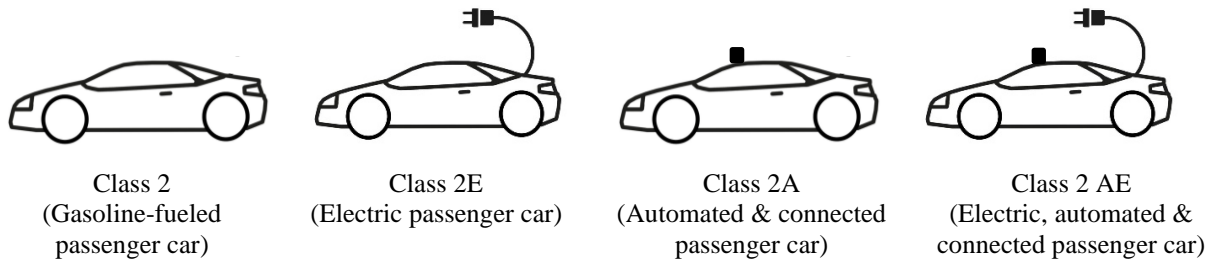 Class 2
(Gasoline-fueled
passenger car)
Class 2E
(Electric passenger car)
Class 2A
(Automated & connected
passenger car)
Class 2 AE
(Electric, automated &
connected passenger car)